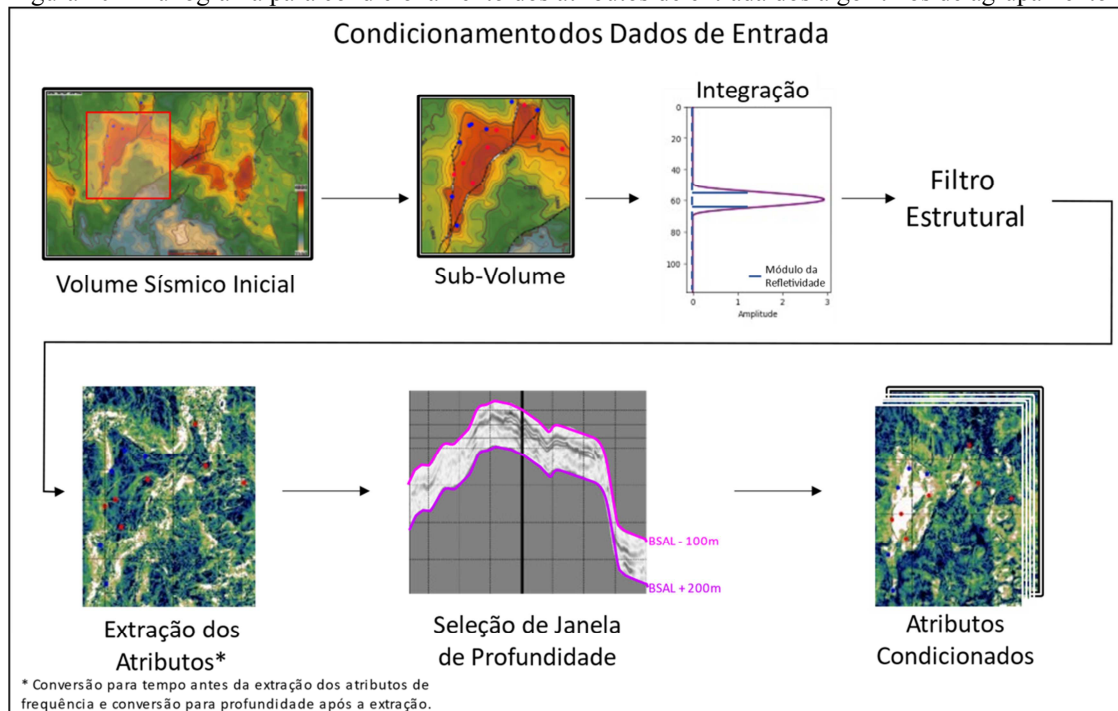 Condicionamento dos Dados de Entrada
Integração
0
20
40
60
80
100
0 1 2 3
Amplitude
Módulo da
Refletividade
Filtro
Estrutural
Volume Sísmico Inicial
Sub-Volume
BSAL - 100m
BSAL + 200m
Extração dos
Atributos*
Seleção de Janela
de Profundidade
Atributos
Condicionados
* Conversão para tempo antes da extração dos atributos de
frequência e conversão para profundidade após a extração.